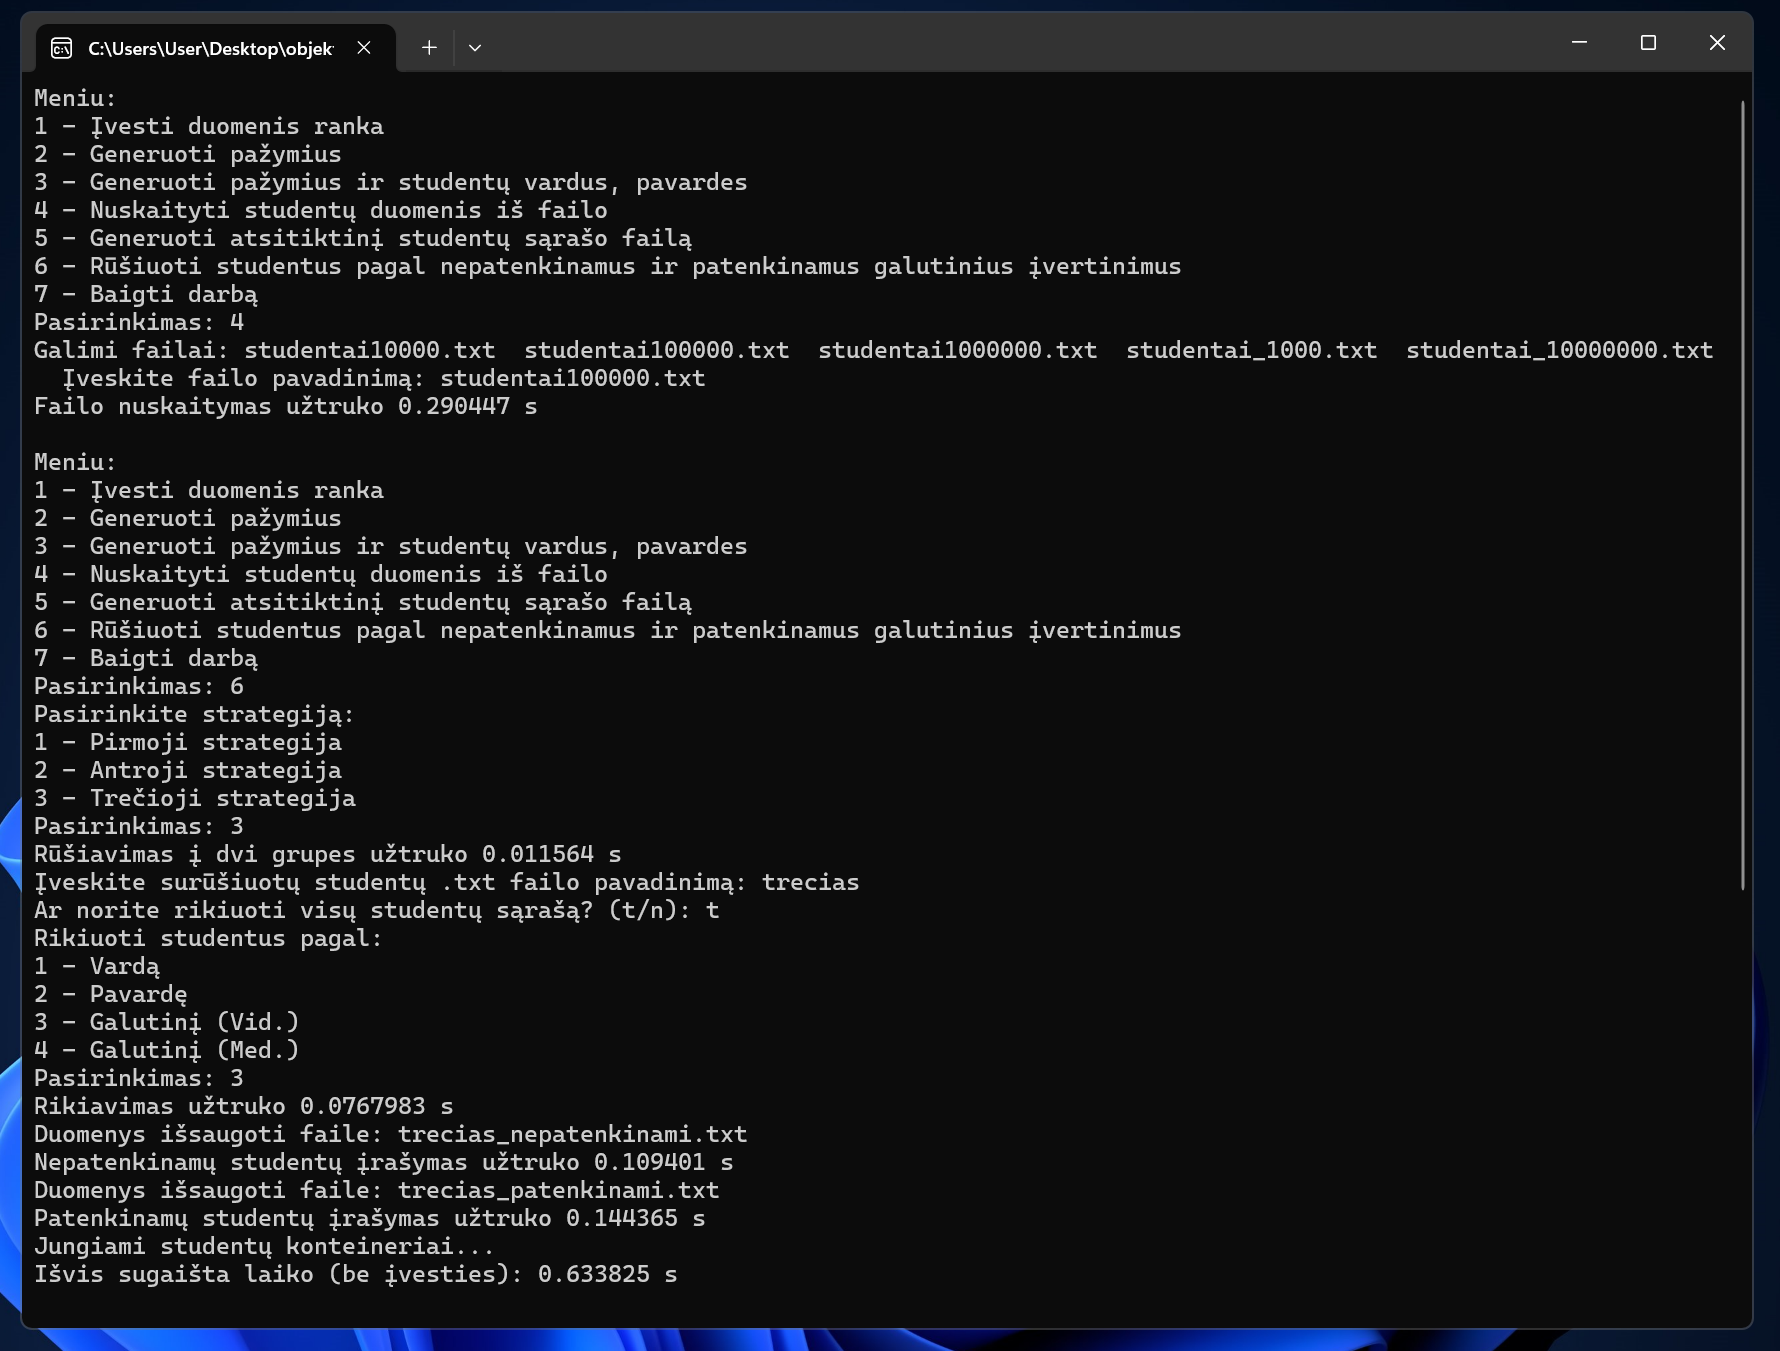 C:\Users\User\Desktop\objek
Meniu:
1 - Įvesti duomenis ranka
2 - Generuoti pažymius
3 - Generuoti pažymius ir studentų vardus, pavardes
4 - Nuskaityti studentų duomenis iš failo
5 - Generuoti atsitiktinį studentų sąrašo failą
6 - Rūšiuoti studentus pagal nepatenkinamus ir patenkinamus galutinius įvertinimus
7 - Baigti darbą
Pasirinkimas: 4
Galimi failai: studentai10000.txt  studentai100000.txt  studentai1000000.txt  studentai_1000.txt  studentai_10000000.txt
  Įveskite failo pavadinimą: studentai100000.txt
Failo nuskaitymas užtruko 0.290447 s
Meniu:
1 - Įvesti duomenis ranka
2 - Generuoti pažymius
3 - Generuoti pažymius ir studentų vardus, pavardes
4 - Nuskaityti studentų duomenis iš failo
5 - Generuoti atsitiktinį studentų sąrašo failą
6 - Rūšiuoti studentus pagal nepatenkinamus ir patenkinamus galutinius įvertinimus
7 - Baigti darbą
Pasirinkimas: 6
Pasirinkite strategiją:
1 - Pirmoji strategija
2 - Antroji strategija
3 - Trečioji strategija
Pasirinkimas: 3
Rūšiavimas į dvi grupes užtruko 0.011564 s
Įveskite surūšiuotų studentų .txt failo pavadinimą: trecias
Ar norite rikiuoti visų studentų sąrašą? (t/n): t
Rikiuoti studentus pagal:
1 - Vardą
2 - Pavardę
3 - Galutinį (Vid.)
4 - Galutinį (Med.)
Pasirinkimas: 3
Rikiavimas užtruko 0.0767983 s
Duomenys išsaugoti faile: trecias_nepatenkinami.txt
Nepatenkinamų studentų įrašymas užtruko 0.109401 s
Duomenys išsaugoti faile: trecias_patenkinami.txt
Patenkinamų studentų įrašymas užtruko 0.144365 s
Jungiami studentų konteineriai...
Išvis sugaišta laiko (be įvesties): 0.633825 s